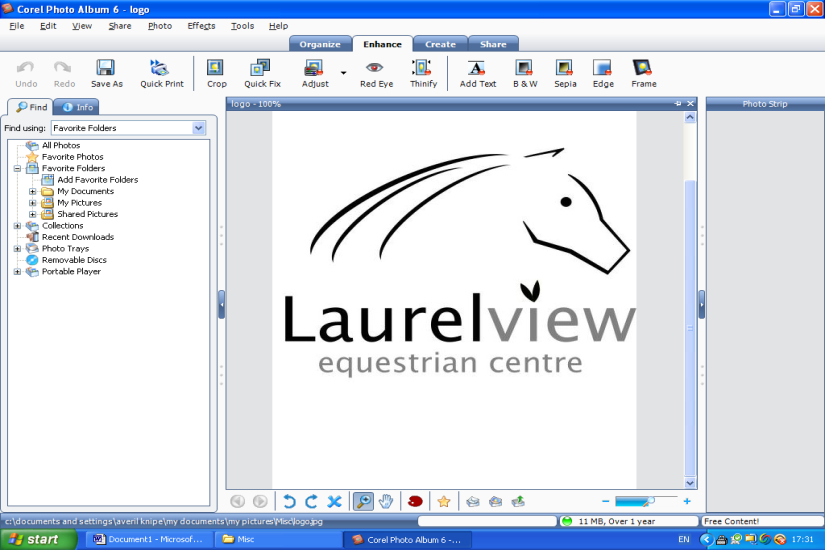 Corel Photo Album 6 - logo
File Edit View Share Photo Effects Tools Help
Organize Enhance Create Share
Undo Redo Save As Quick Print Crop Quick Fix Adjust Red Eye Thinify Add Text B & W Sepia Edge Frame
Find Info
Find using: Favorite Folders
All Photos
Favorite Photos
Favorite Folders
Add Favorite Folders
My Documents
My Pictures
Shared Pictures
Collections
Recent Downloads
Photo Trays
Removable Discs
Portable Player
logo - 100%
Laurelview
equestrian centre
Photo Strip
c:\documents and settings\averil knipe\my documents\my pictures\Misc\logo.jpg
11 MB, Over 1 year
Free Content!
start Document1 - Microsof... Misc Corel Photo Album 6 -... EN 17:31